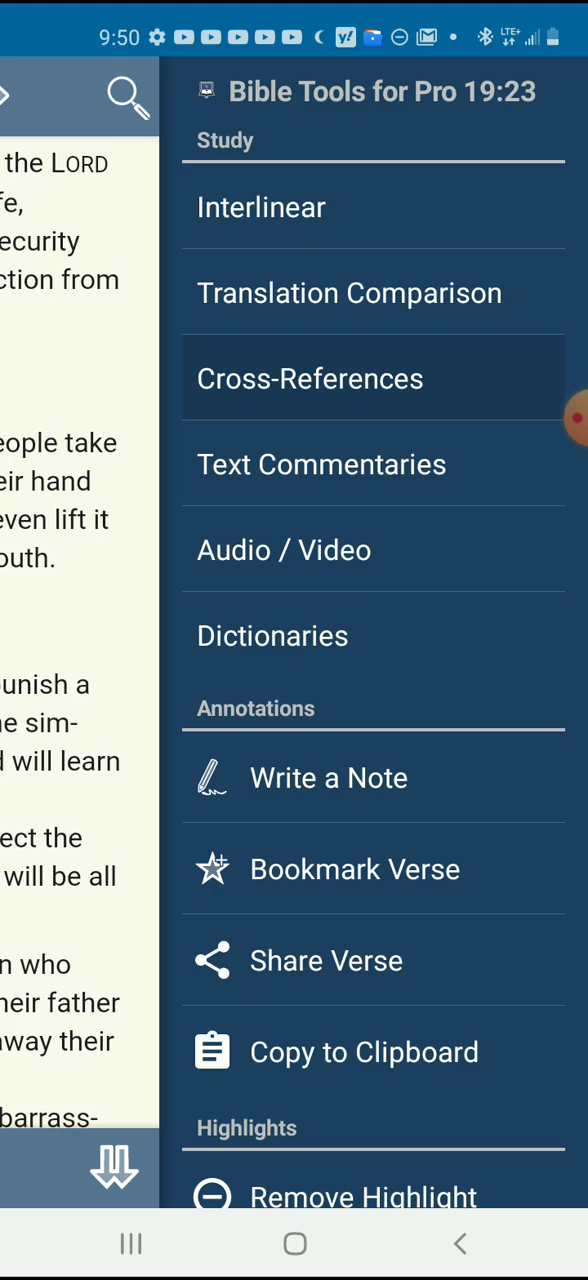 9:50
LTE+
Bible Tools for Pro 19:23
Study
Interlinear
Translation Comparison
Cross-References
Text Commentaries
Audio / Video
Dictionaries
Annotations
Write a Note
Bookmark Verse
Share Verse
Copy to Clipboard
Highlights
Remove Highlight
the LORD
fe,
ecurity
ction from
eople take
eir hand
even lift it
outh.
unish a
e sim-
will learn
ect the
will be all
n who
heir father
away their
barrass-